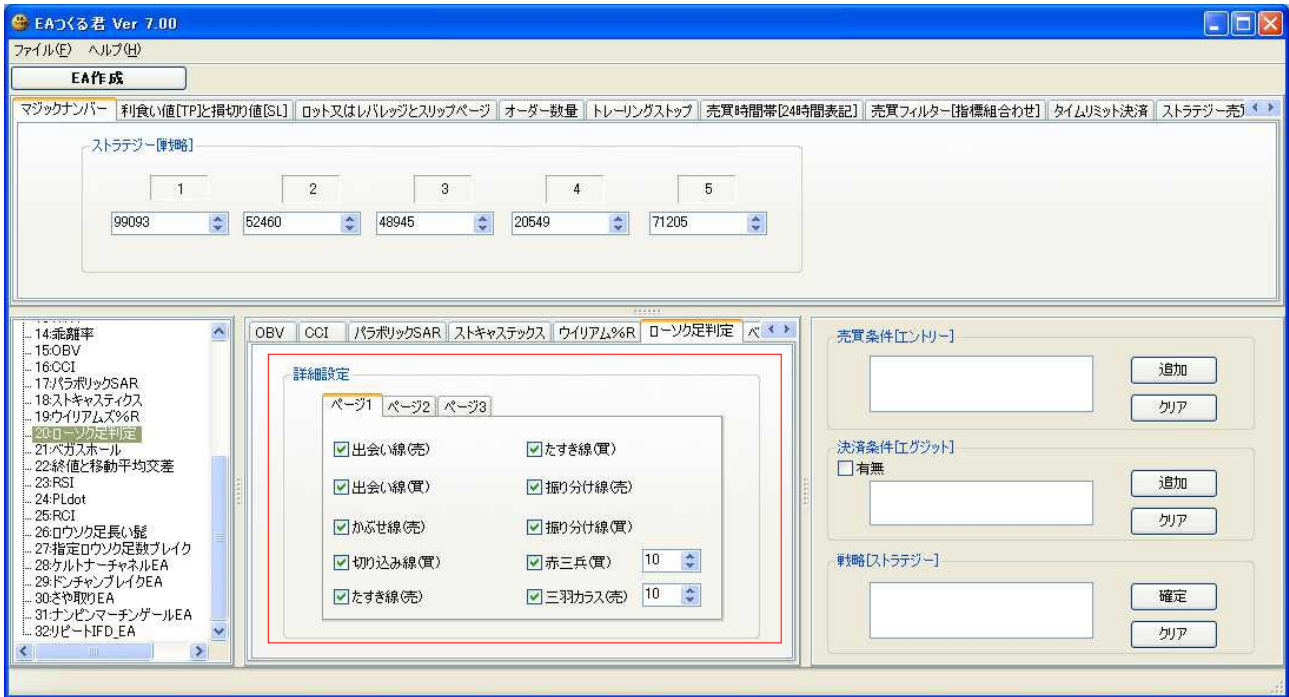 EAつくる君 Ver 7.00
ファイル(F) ヘルプ(H)
EA作成
マジックナンバー 利食い値[TP]と損切り値[SL] ロット又はレバレッジとスリップページ オーダー数量 トレーリングストップ 売買時間帯[24時間表記] 売買フィルター[指標組合わせ] タイムリミット決済 ストラテジー売
ストラテジー[戦略]
1 2 3 4 5
99093 52460 48945 20549 71205
14:乖離率
15:OBV
16:CCI
17:パラボリックSAR
18:ストキャスティクス
19:ウイリアムズ%R
20:ローソク足判定
21:ベガスホール
22:終値と移動平均交差
23:RSI
24:PLdot
25:RCI
26:ロウソク足長い髭
27:指定ロウソク足数ブレイク
28:ケルトナーチャネルEA
29:ドンチャンブレイクEA
30:さや取りEA
31:ナンピンマーチンゲールEA
32:リピートIFD_EA
OBV CCI パラボリックSAR ストキャステックス ウイリアム%R ローソク足判定 ベ
詳細設定
ページ1 ページ2 ページ3
出会い線(売) たすき線(買)
出会い線(買) 振り分け線(売)
かぶせ線(売) 振り分け線(買)
切り込み線(買) 赤三兵(買) 10
たすき線(売) 三羽カラス(売) 10
売買条件[エントリー]
追加
クリア
決済条件[エグジット]
有無
追加
クリア
戦略[ストラテジー]
確定
クリア